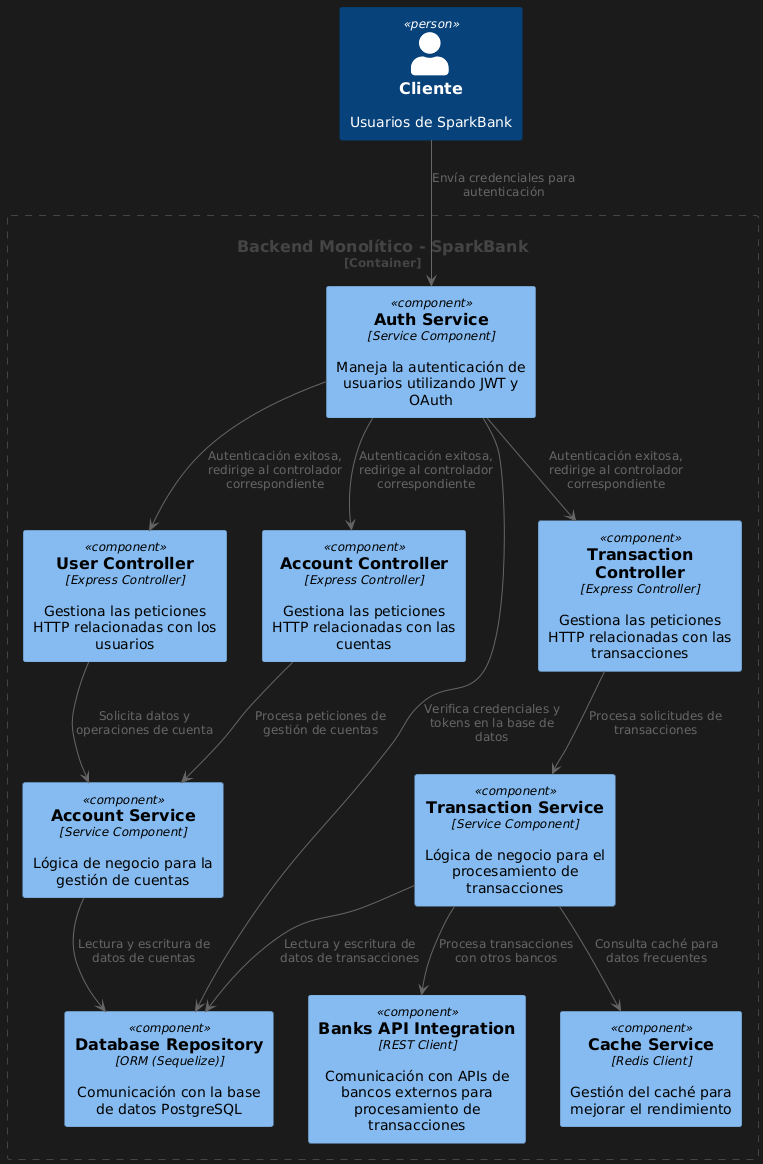 «person»
Cliente
Usuarios de SparkBank
Envía credenciales para
autenticación
Backend Monolítico - SparkBank
[Container]
«component»
Auth Service
[Service Component]
Maneja la autenticación de
usuarios utilizando JWT y
OAuth
Autenticación exitosa,
redirige al controlador
correspondiente
Autenticación exitosa,
redirige al controlador
correspondiente
Autenticación exitosa,
redirige al controlador
correspondiente
«component»
User Controller
[Express Controller]
Gestiona las peticiones
HTTP relacionadas con los
usuarios
«component»
Account Controller
[Express Controller]
Gestiona las peticiones
HTTP relacionadas con las
cuentas
«component»
Transaction
Controller
[Express Controller]
Gestiona las peticiones
HTTP relacionadas con las
transacciones
Solicita datos y
operaciones de cuenta
Procesa peticiones de
gestión de cuentas
Verifica credenciales y
tokens en la base de
datos
Procesa solicitudes de
transacciones
«component»
Account Service
[Service Component]
Lógica de negocio para la
gestión de cuentas
«component»
Transaction Service
[Service Component]
Lógica de negocio para el
procesamiento de
transacciones
Lectura y escritura de
datos de cuentas
Lectura y escritura de
datos de transacciones
Procesa transacciones
con otros bancos
Consulta caché para
datos frecuentes
«component»
Database Repository
[ORM (Sequelize)]
Comunicación con la base
de datos PostgreSQL
«component»
Banks API Integration
[REST Client]
Comunicación con APIs de
bancos externos para
procesamiento de
transacciones
«component»
Cache Service
[Redis Client]
Gestión del caché para
mejorar el rendimiento